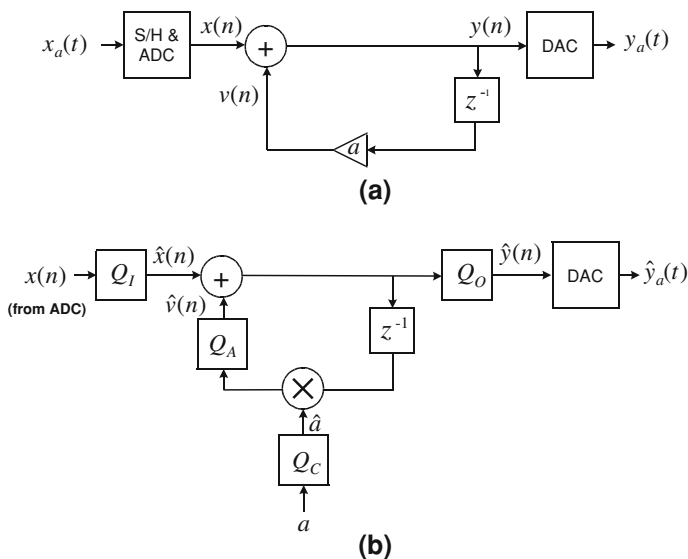 x_a(t)
S/H &
ADC
x(n)
+
y(n)
DAC
y_a(t)
v(n)
z^{-1}
a
(a)
x(n)
(from ADC)
Q_I
x̂(n)
+
Q_O
ŷ(n)
DAC
ŷ_a(t)
v̂(n)
Q_A
z^{-1}
×
â
Q_C
a
(b)